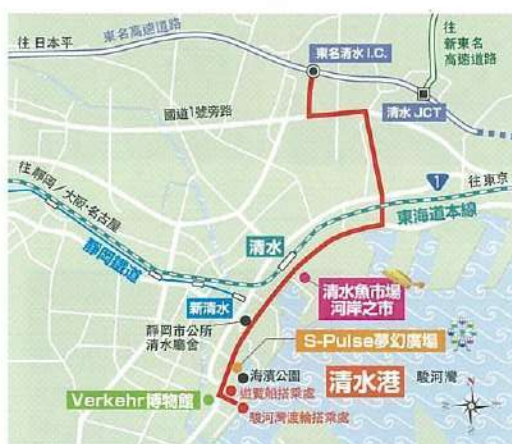 東名高速道路
往日本平
往
新東名
高速道路
東名清水 I.C.
清水 JCT
國道1號旁路
1
往東京
往靜岡／大阪・名古屋
東海道本線
靜岡鐵道
清水
新清水
清水魚市場
河岸之市
靜岡市公所
清水廳舍
S-Pulse夢幻廣場
海濱公園
清水港
駿河灣
遊覽船搭乘處
Verkehr博物館
駿河灣渡輪搭乘處
N